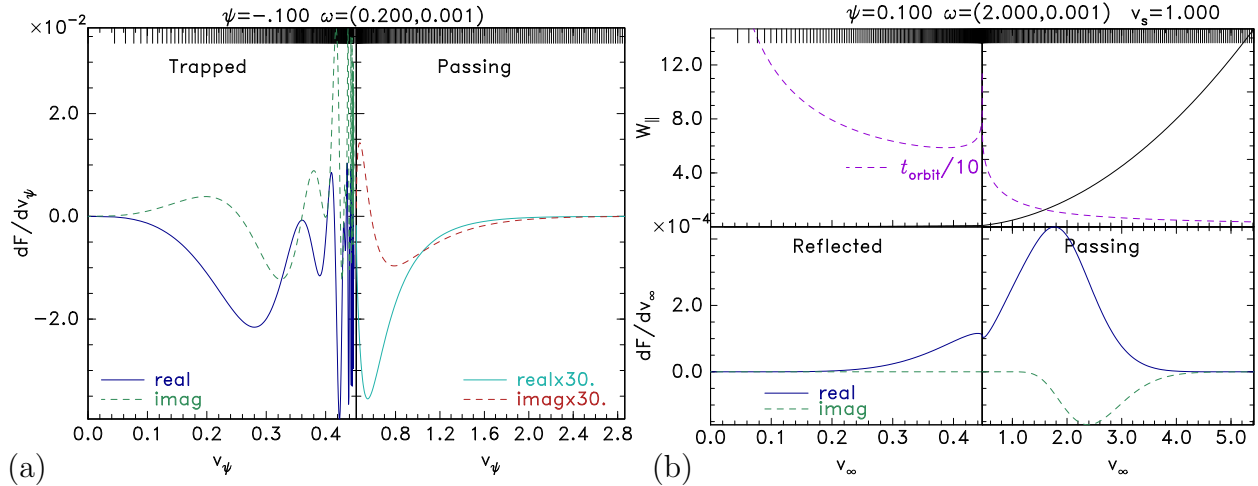 ψ=−.100 ω=(0.200,0.001)
×10⁻²
Trapped
Passing
2.0
0.0
−2.0
dF/dv_ψ
real
imag
realx30.
imagx30.
0.0 0.1 0.3 0.4 0.8 1.2 1.6 2.0 2.4 2.8
v_ψ
v_ψ
(a)
ψ=0.100 ω=(2.000,0.001) v_s=1.000
12.0
8.0
4.0
W_∥
t_orbit/10
×10⁻⁴
Reflected
Passing
2.0
0.0
dF/dv_∞
real
imag
0.0 0.1 0.2 0.3 0.4 1.0 2.0 3.0 4.0 5.0
v_∞
v_∞
(b)